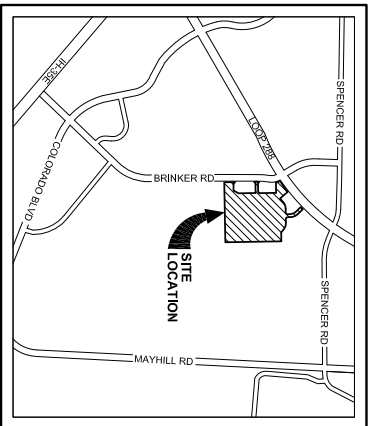 SPENCER RD
IH-35E
LOOP 288
COLORADO BLVD
BRINKER RD
SITE
LOCATION
SPENCER RD
MAYHILL RD